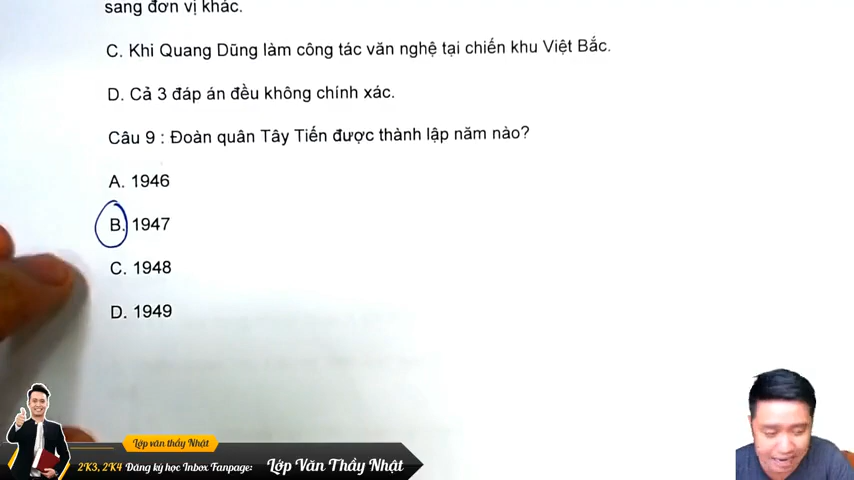 sang đơn vị khác.
C. Khi Quang Dũng làm công tác văn nghệ tại chiến khu Việt Bắc.
D. Cả 3 đáp án đều không chính xác.
Câu 9 : Đoàn quân Tây Tiến được thành lập năm nào?
A. 1946
B. 1947
C. 1948
D. 1949
Lớp văn thầy Nhật
2K3, 2K4 Đăng ký học Inbox Fanpage: Lớp Văn Thầy Nhật